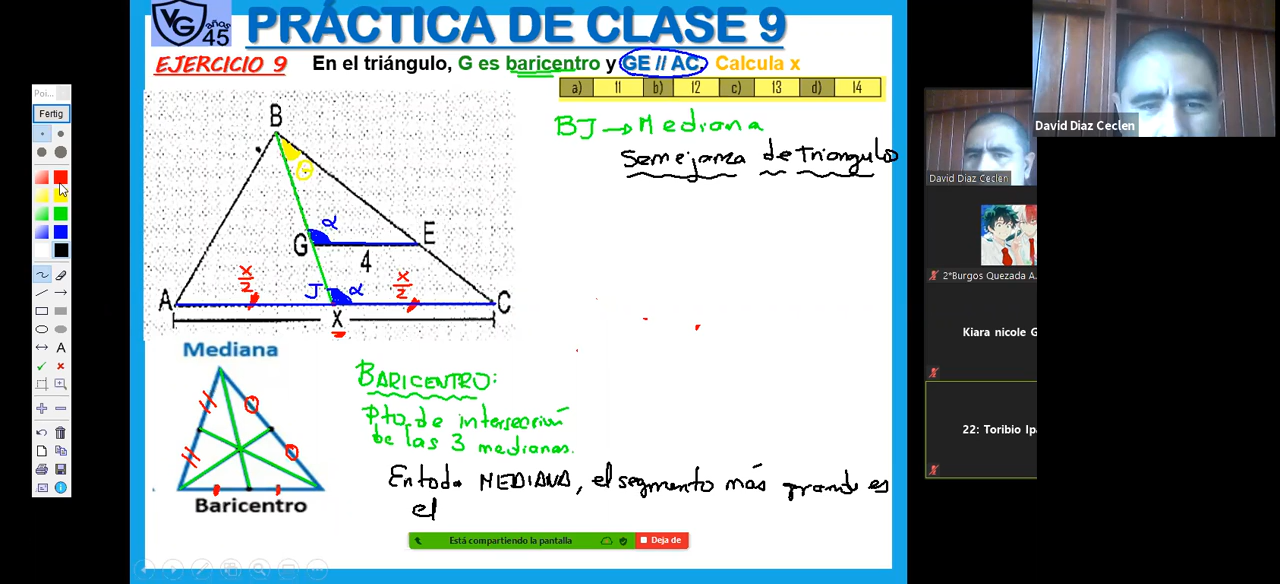 VG
años
45
PRÁCTICA DE CLASE 9
EJERCICIO 9 En el triángulo, G es baricentro y GE // AC. Calcula x
a) 11 b) 12 c) 13 d) 14
Poi...
Fertig
B
θ
α
G
E
4
x/2
x/2
A
J
α
C
X
BJ → Mediana
Semejanza de triangulos
Mediana
Baricentro
BARICENTRO:
Pto. de intersección
de las 3 medianas.
En toda MEDIANA, el segmento más grande es
el
Está compartiendo la pantalla
Deja de
David Diaz Ceclen
David Diaz Ceclen
2*Burgos Quezada A.
Kiara nicole G
22: Toribio Ip
A